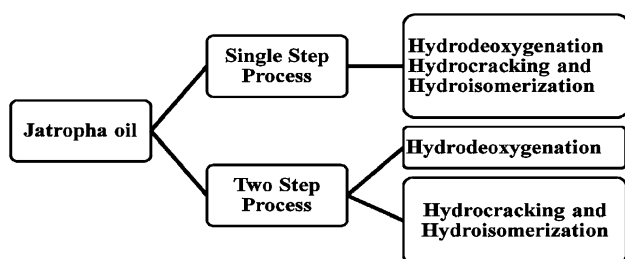 Jatropha oil
Single Step
Process
Hydrodeoxygenation
Hydrocracking and
Hydroisomerization
Two Step
Process
Hydrodeoxygenation
Hydrocracking and
Hydroisomerization